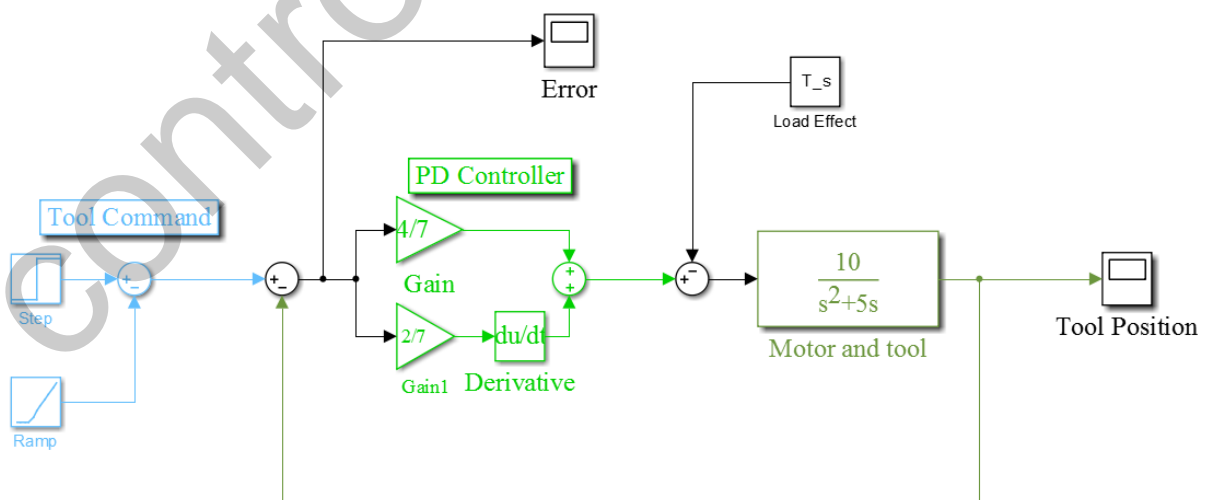 contro
Error
T_s
Load Effect
PD Controller
Tool Command
4/7
Gain
Step
+
−
+
−
+
+
−
+
10
s²+5s
Motor and tool
Tool Position
2/7
Gain1
du/dt
Derivative
Ramp